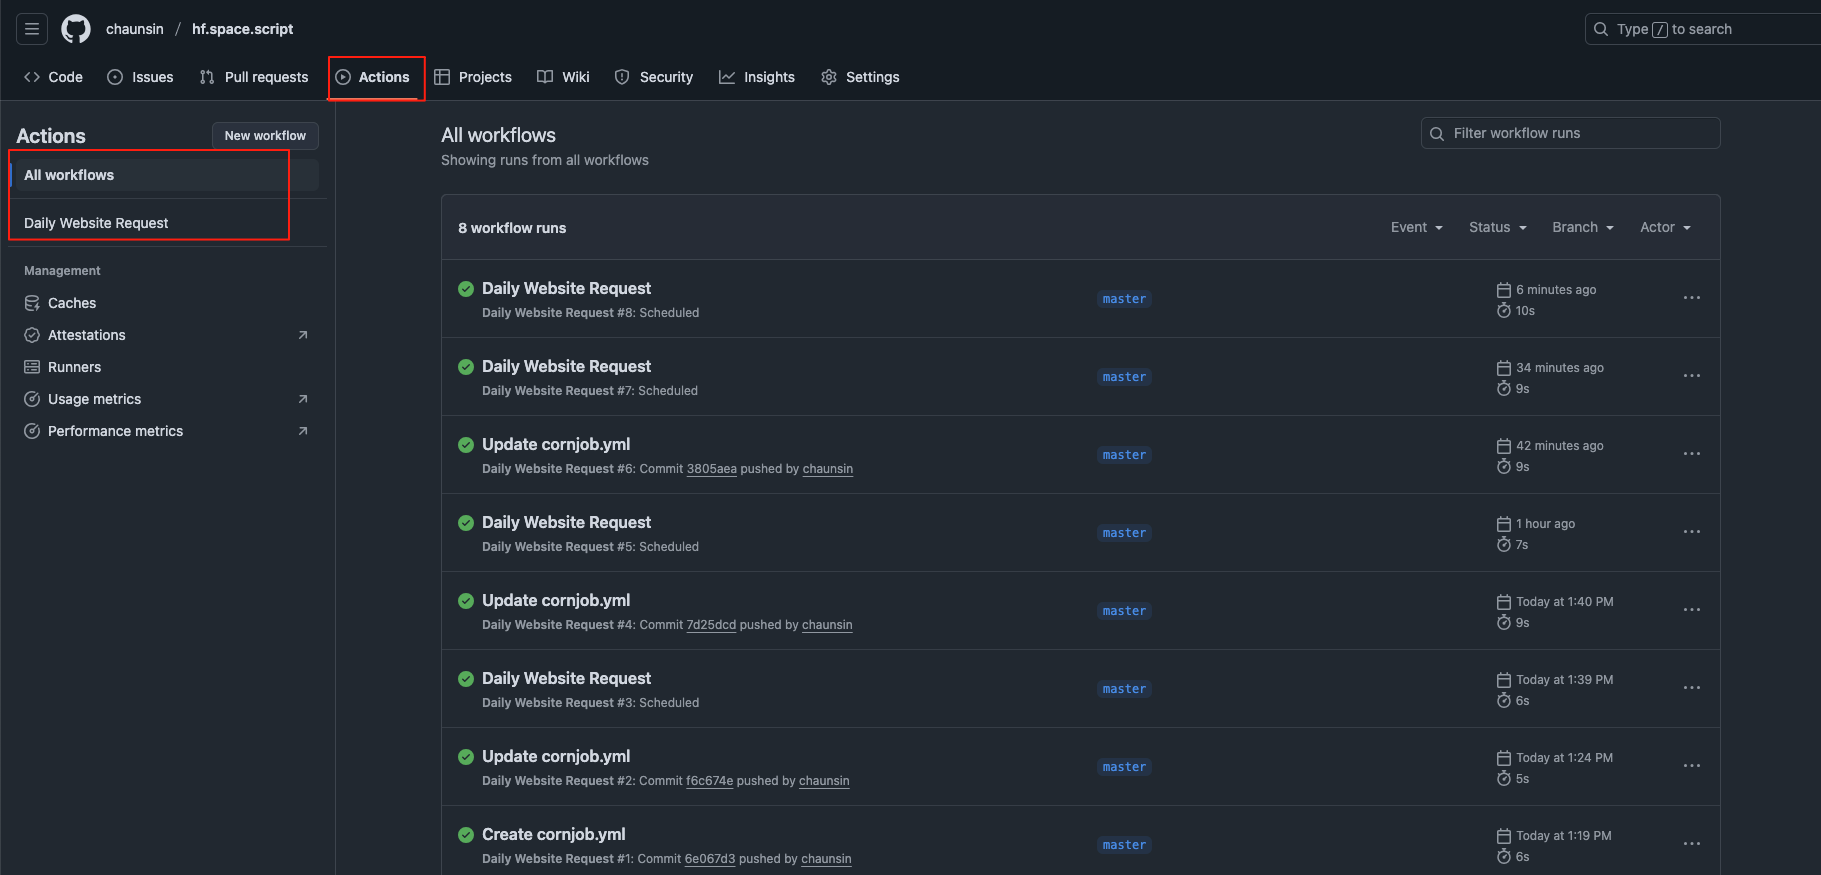 chaunsin / hf.space.script
Type / to search
Code Issues Pull requests Actions Projects Wiki Security Insights Settings
Actions
New workflow
All workflows
Daily Website Request
Management
Caches
Attestations
Runners
Usage metrics
Performance metrics
All workflows
Showing runs from all workflows
Filter workflow runs
8 workflow runs
Event Status Branch Actor
Daily Website Request
Daily Website Request #8: Scheduled
master
6 minutes ago
10s
Daily Website Request
Daily Website Request #7: Scheduled
master
34 minutes ago
9s
Update cornjob.yml
Daily Website Request #6: Commit 3805aea pushed by chaunsin
master
42 minutes ago
9s
Daily Website Request
Daily Website Request #5: Scheduled
master
1 hour ago
7s
Update cornjob.yml
Daily Website Request #4: Commit 7d25dcd pushed by chaunsin
master
Today at 1:40 PM
9s
Daily Website Request
Daily Website Request #3: Scheduled
master
Today at 1:39 PM
6s
Update cornjob.yml
Daily Website Request #2: Commit f6c674e pushed by chaunsin
master
Today at 1:24 PM
5s
Create cornjob.yml
Daily Website Request #1: Commit 6e067d3 pushed by chaunsin
master
Today at 1:19 PM
6s